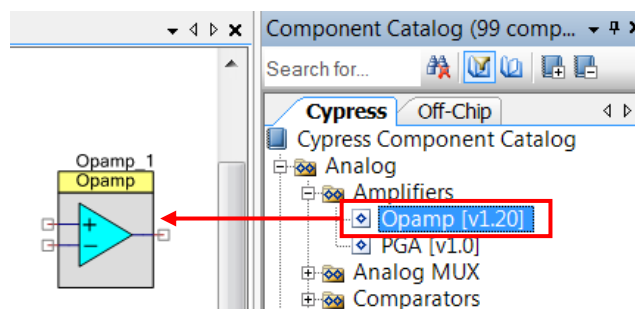 Component Catalog (99 comp...
Search for...
Cypress
Off-Chip
Cypress Component Catalog
Analog
Amplifiers
Opamp [v1.20]
PGA [v1.0]
Analog MUX
Comparators
Opamp_1
Opamp